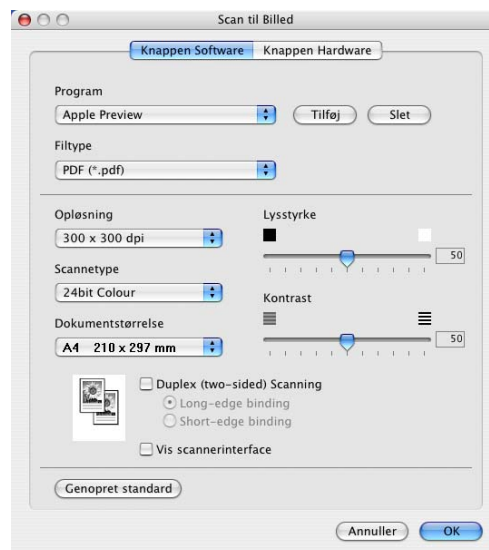 Scan til Billed
Knappen Software Knappen Hardware
Program
Apple Preview Tilføj Slet
Filtype
PDF (*.pdf)
Opløsning Lysstyrke
300 x 300 dpi 50
Scannetype
24bit Colour Kontrast
Dokumentstørrelse
A4 210 x 297 mm 50
Duplex (two-sided) Scanning
Long-edge binding
Short-edge binding
Vis scannerinterface
Genopret standard
Annuller OK